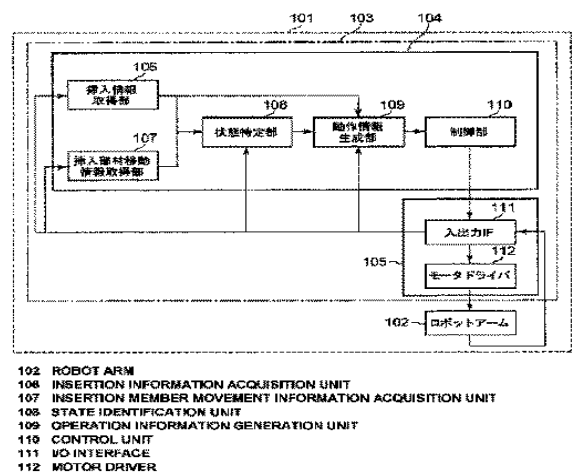 101
103
104
106
挿入情報
取得部
107
挿入部材移動
情報取得部
108
状態特定部
109
動作情報
生成部
110
制御部
111
入出力IF
105
112
モータドライバ
102
ロボットアーム
102 ROBOT ARM
106 INSERTION INFORMATION ACQUISITION UNIT
107 INSERTION MEMBER MOVEMENT INFORMATION ACQUISITION UNIT
108 STATE IDENTIFICATION UNIT
109 OPERATION INFORMATION GENERATION UNIT
110 CONTROL UNIT
111 I/O INTERFACE
112 MOTOR DRIVER